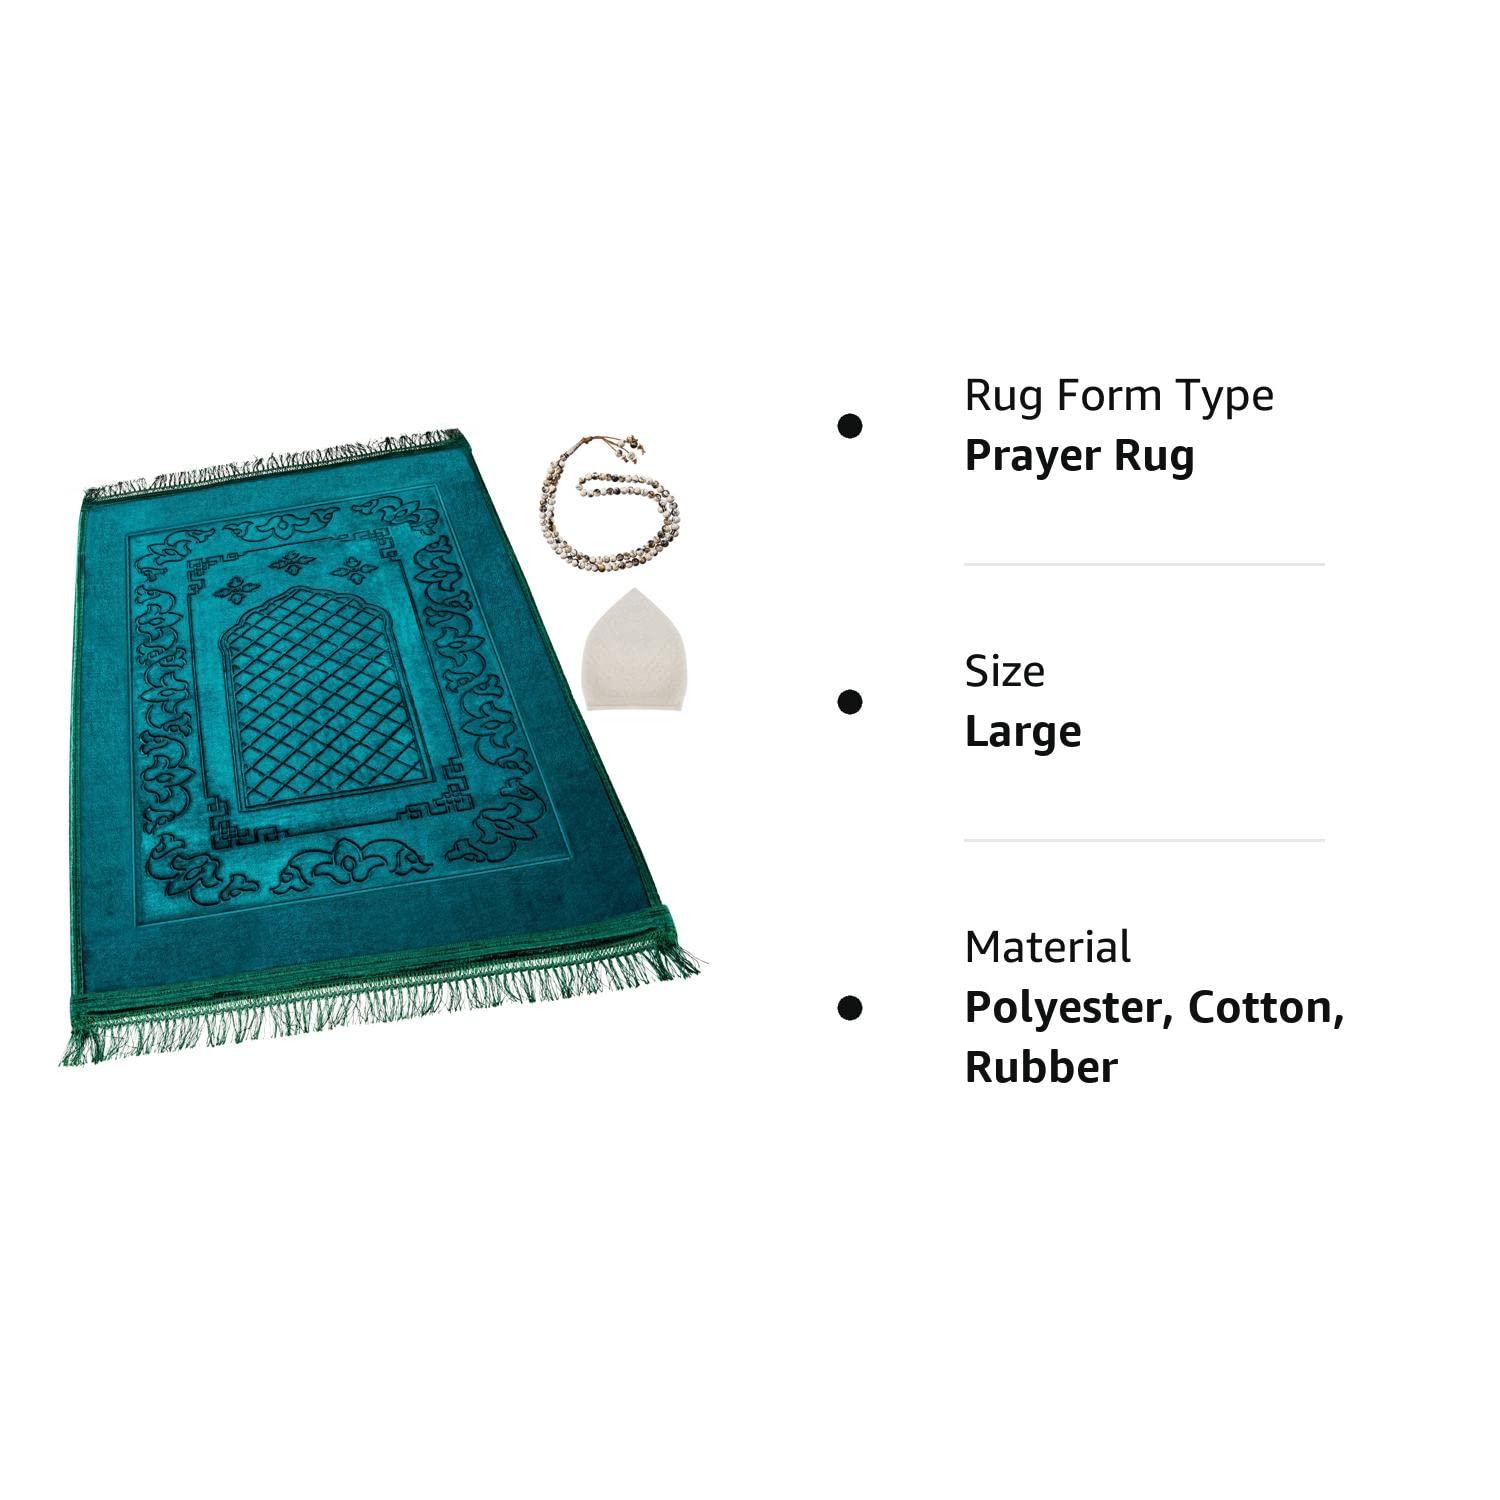 Rug Form Type
Prayer Rug
Size
Large
Material
Polyester, Cotton,
Rubber